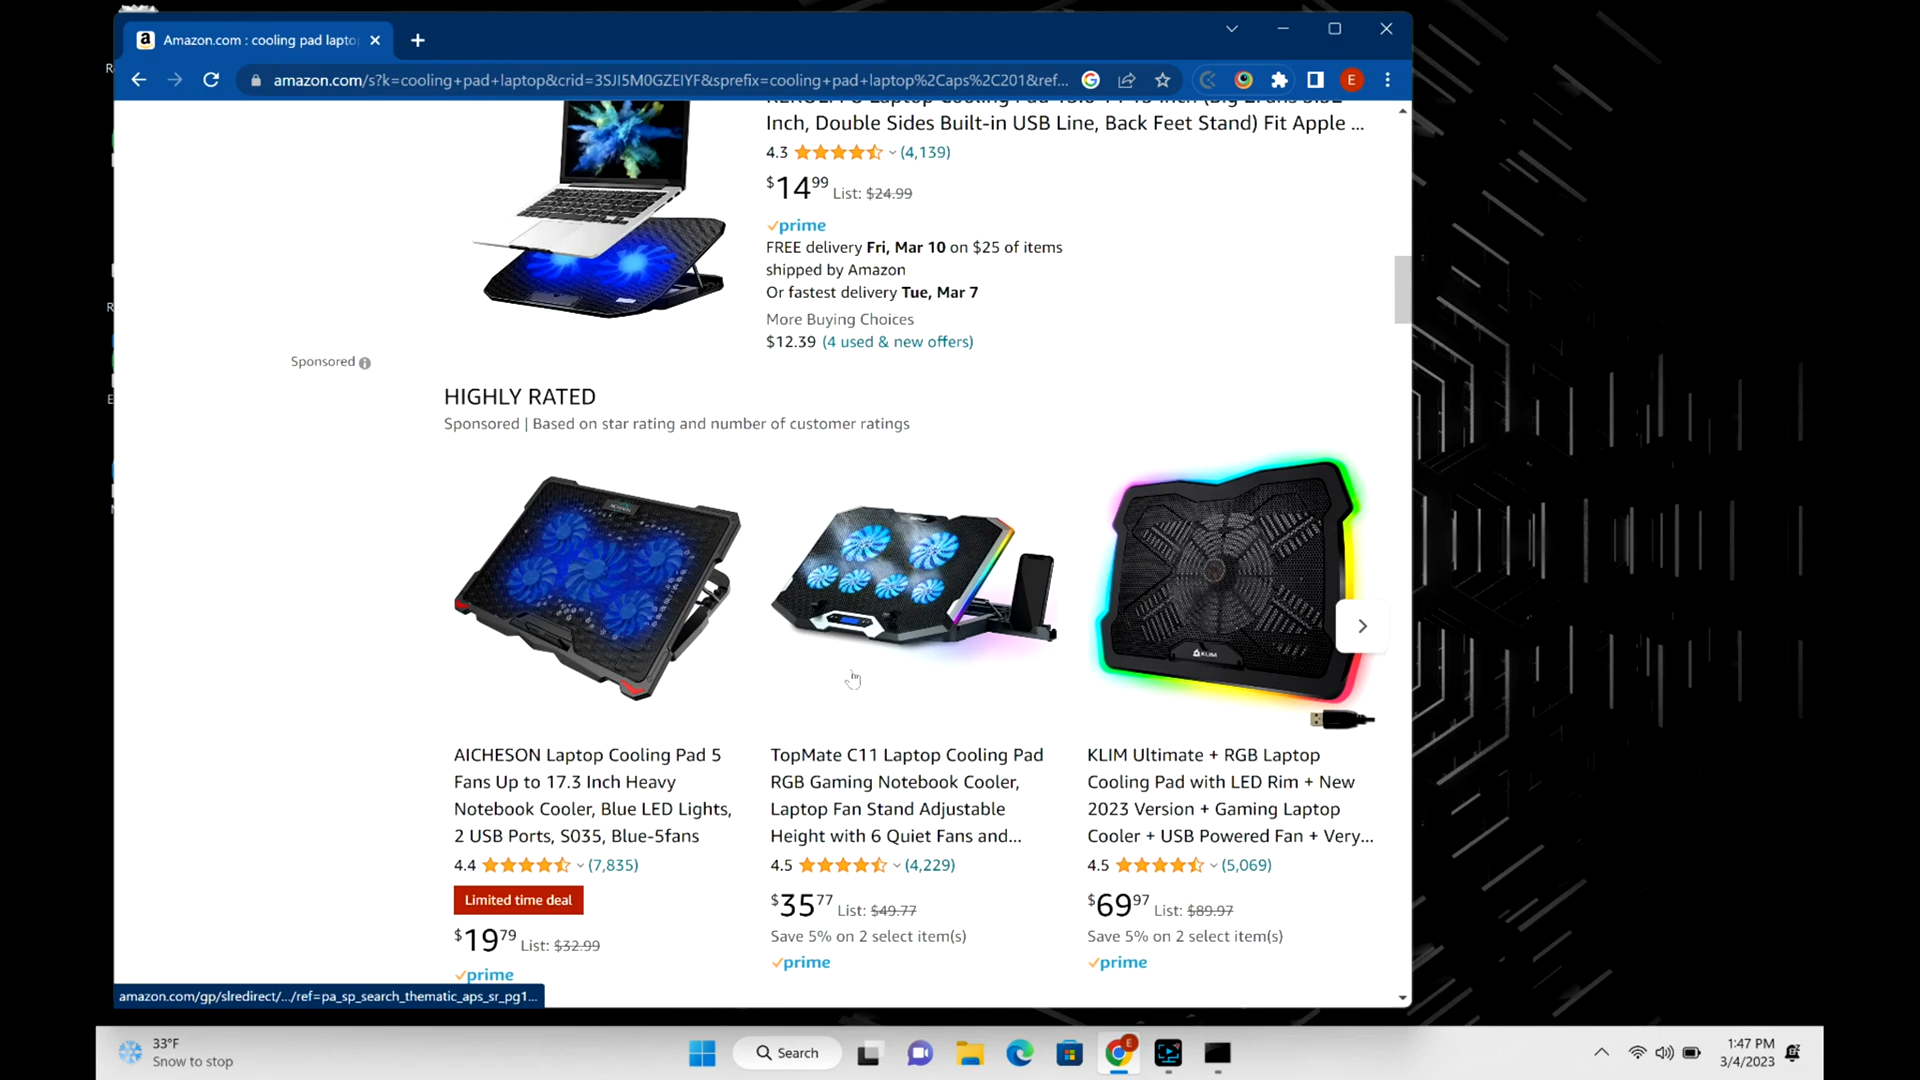 Amazon.com : cooling pad lapto
amazon.com/s?k=cooling+pad+laptop&crid=3SJI5M0GZEIYF&sprefix=cooling+pad+laptop%2Caps%2C201&ref...
E
Inch, Double Sides Built-in USB Line, Back Feet Stand) Fit Apple ...
4.3 (4,139)
$14.99 List: $24.99
prime
FREE delivery Fri, Mar 10 on $25 of items
shipped by Amazon
Or fastest delivery Tue, Mar 7
More Buying Choices
$12.39 (4 used & new offers)
Sponsored
HIGHLY RATED
Sponsored | Based on star rating and number of customer ratings
KLIM
AICHESON Laptop Cooling Pad 5
Fans Up to 17.3 Inch Heavy
Notebook Cooler, Blue LED Lights,
2 USB Ports, S035, Blue-5fans
4.4 (7,835)
Limited time deal
$19.79 List: $32.99
prime
TopMate C11 Laptop Cooling Pad
RGB Gaming Notebook Cooler,
Laptop Fan Stand Adjustable
Height with 6 Quiet Fans and...
4.5 (4,229)
$35.77 List: $49.77
Save 5% on 2 select item(s)
prime
KLIM Ultimate + RGB Laptop
Cooling Pad with LED Rim + New
2023 Version + Gaming Laptop
Cooler + USB Powered Fan + Very...
4.5 (5,069)
$69.97 List: $89.97
Save 5% on 2 select item(s)
prime
amazon.com/gp/slredirect/.../ref=pa_sp_search_thematic_aps_sr_pg1...
33°F
Snow to stop
Search
E
1:47 PM
3/4/2023